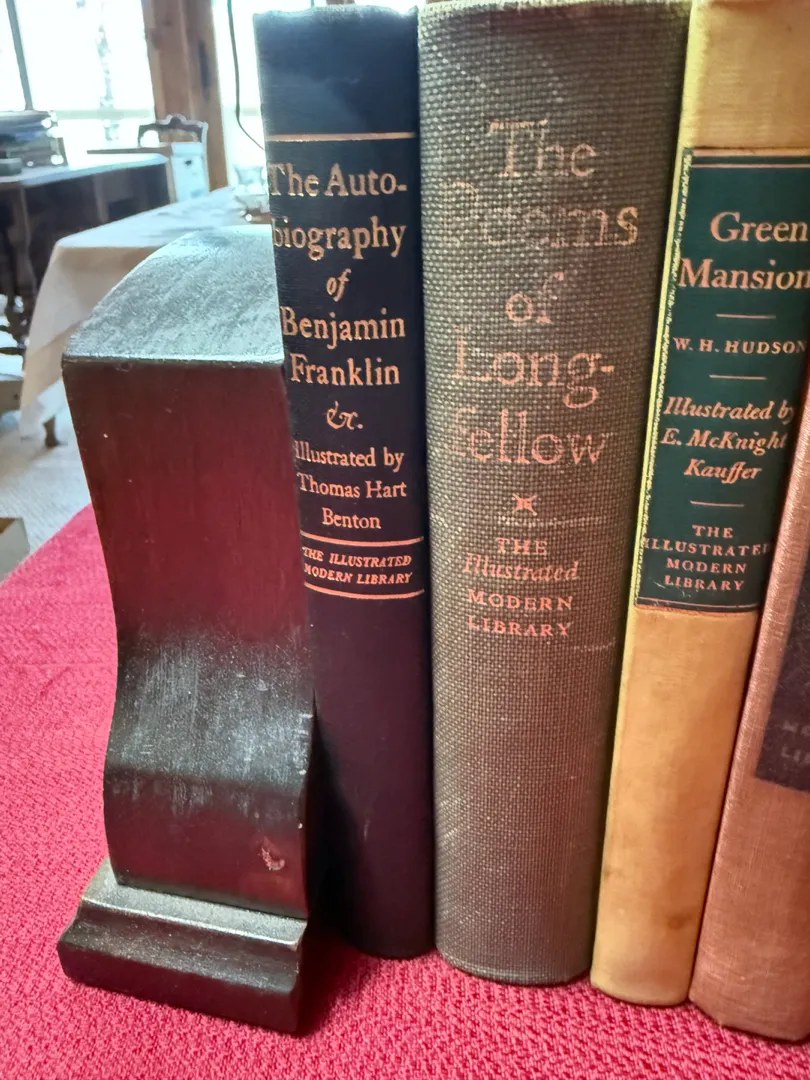 The Auto-
biography
of
Benjamin
Franklin
&.
Illustrated by
Thomas Hart
Benton
THE ILLUSTRATED
MODERN LIBRARY
The
Poems
of
Long-
fellow
THE
Illustrated
MODERN
LIBRARY
Green
Mansion
W. H. HUDSON
Illustrated by
E. McKnight
Kauffer
THE
ILLUSTRATED
MODERN
LIBRARY